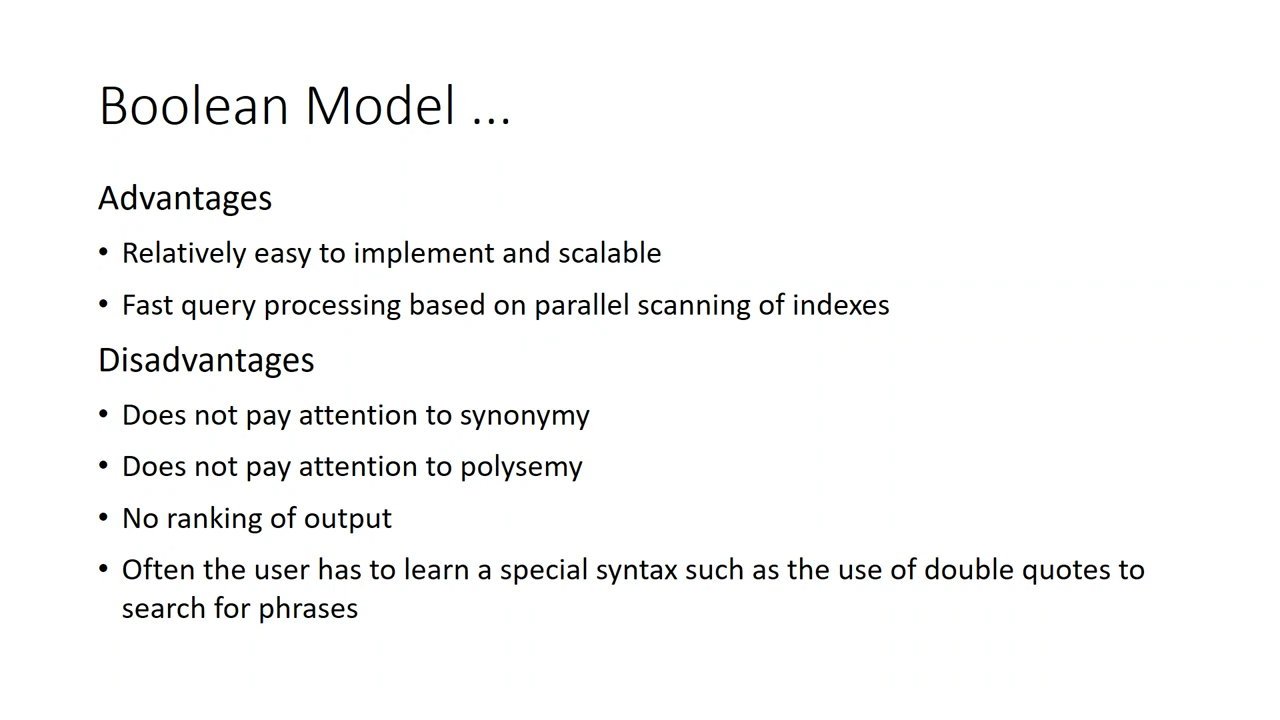 Boolean Model ...
Advantages
• Relatively easy to implement and scalable
• Fast query processing based on parallel scanning of indexes
Disadvantages
• Does not pay attention to synonymy
• Does not pay attention to polysemy
• No ranking of output
• Often the user has to learn a special syntax such as the use of double quotes to
search for phrases